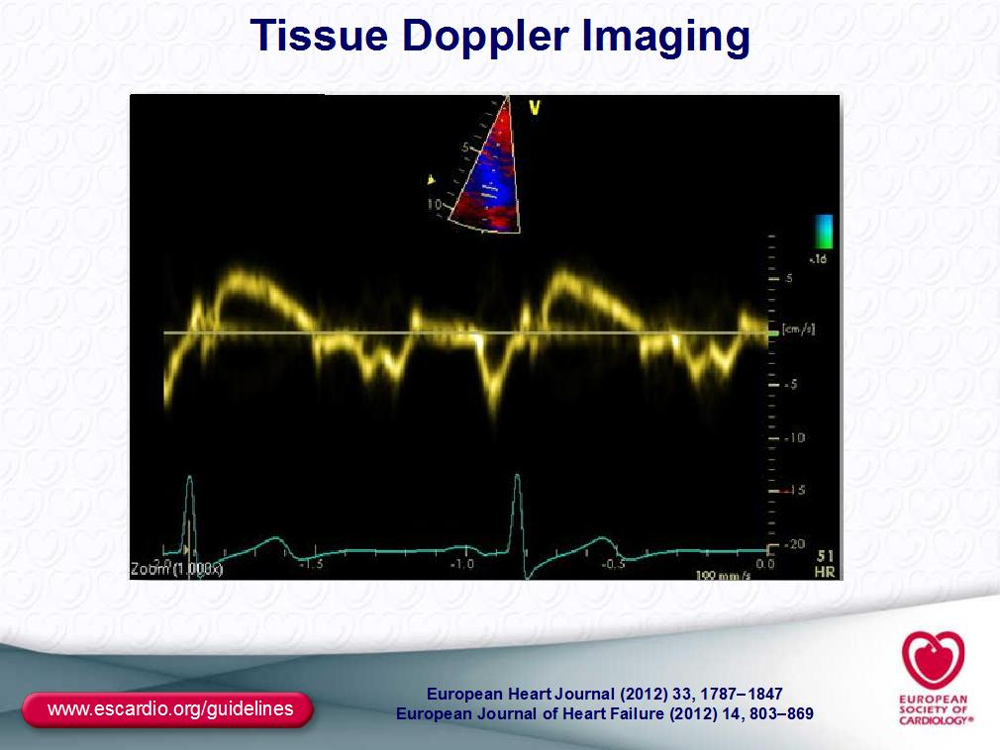 Tissue Doppler Imaging
V
5
10
-.16
5
[cm/s]
-5
-10
-15
-20
-1.5
-1.0
-0.5
0.0
Zoom (1.000x)
100 mm/s
51
HR
www.escardio.org/guidelines
European Heart Journal (2012) 33, 1787–1847
European Journal of Heart Failure (2012) 14, 803–869
EUROPEAN
SOCIETY OF
CARDIOLOGY®